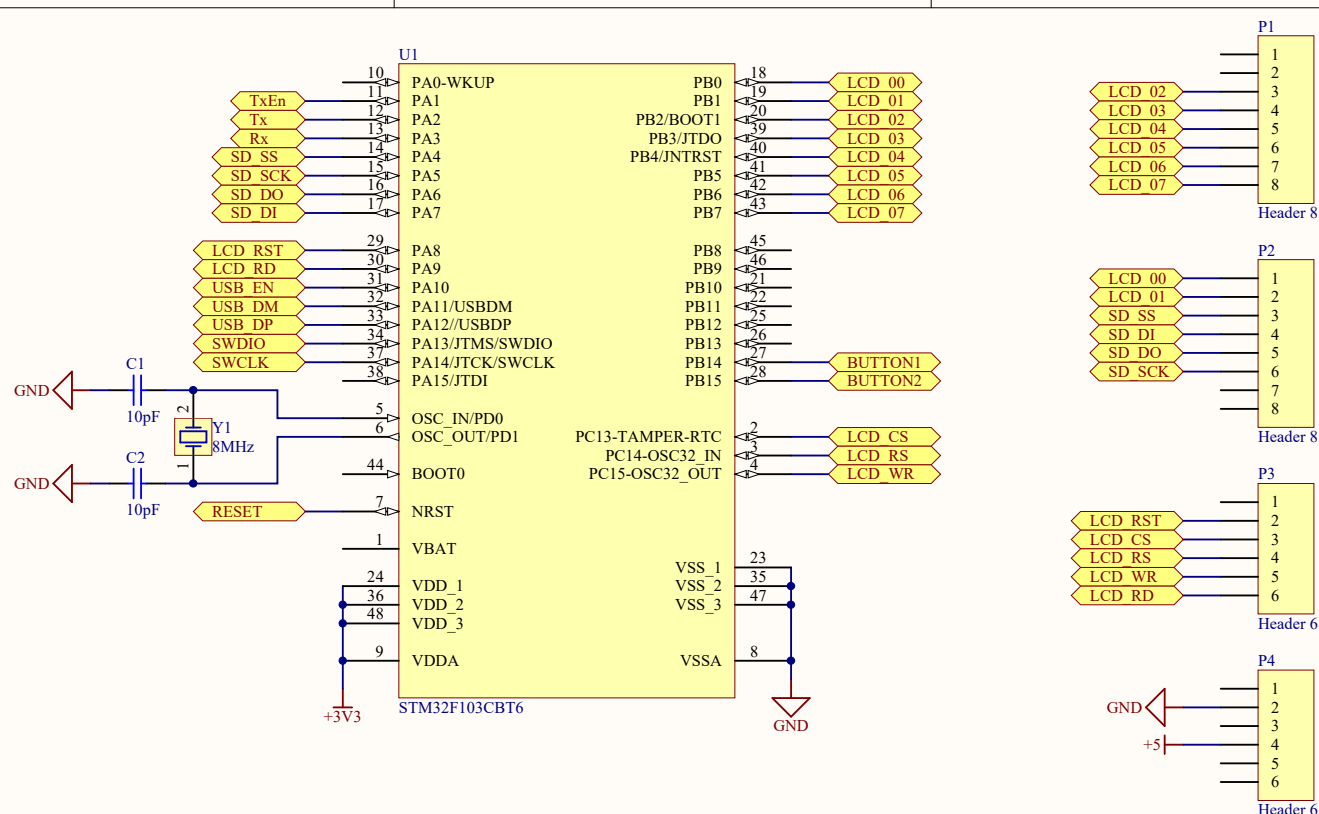 U1
10 PA0-WKUP
TxEn 11 PA1
Tx 12 PA2
Rx 13 PA3
SD_SS 14 PA4
SD_SCK 15 PA5
SD_DO 16 PA6
SD_DI 17 PA7
LCD_RST 29 PA8
LCD_RD 30 PA9
USB_EN 31 PA10
USB_DM 32 PA11/USBDM
USB_DP 33 PA12//USBDP
SWDIO 34 PA13/JTMS/SWDIO
SWCLK 37 PA14/JTCK/SWCLK
38 PA15/JTDI
5 OSC_IN/PD0
6 OSC_OUT/PD1
44 BOOT0
RESET 7 NRST
1 VBAT
24 VDD_1
36 VDD_2
48 VDD_3
9 VDDA
+3V3
STM32F103CBT6
C1
GND
10pF
2
Y1
8MHz
1
C2
GND
10pF
PB0 18 LCD_00
PB1 19 LCD_01
PB2/BOOT1 20 LCD_02
PB3/JTDO 39 LCD_03
PB4/JNTRST 40 LCD_04
PB5 41 LCD_05
PB6 42 LCD_06
PB7 43 LCD_07
PB8 45
PB9 46
PB10 21
PB11 22
PB12 25
PB13 26
PB14 27 BUTTON1
PB15 28 BUTTON2
PC13-TAMPER-RTC 2 LCD_CS
PC14-OSC32_IN 3 LCD_RS
PC15-OSC32_OUT 4 LCD_WR
VSS_1 23
VSS_2 35
VSS_3 47
VSSA 8
GND
P1
1
2
LCD_02 3
LCD_03 4
LCD_04 5
LCD_05 6
LCD_06 7
LCD_07 8
Header 8
P2
LCD_00 1
LCD_01 2
SD_SS 3
SD_DI 4
SD_DO 5
SD_SCK 6
7
8
Header 8
P3
1
LCD_RST 2
LCD_CS 3
LCD_RS 4
LCD_WR 5
LCD_RD 6
Header 6
P4
1
GND 2
3
+5 4
5
6
Header 6